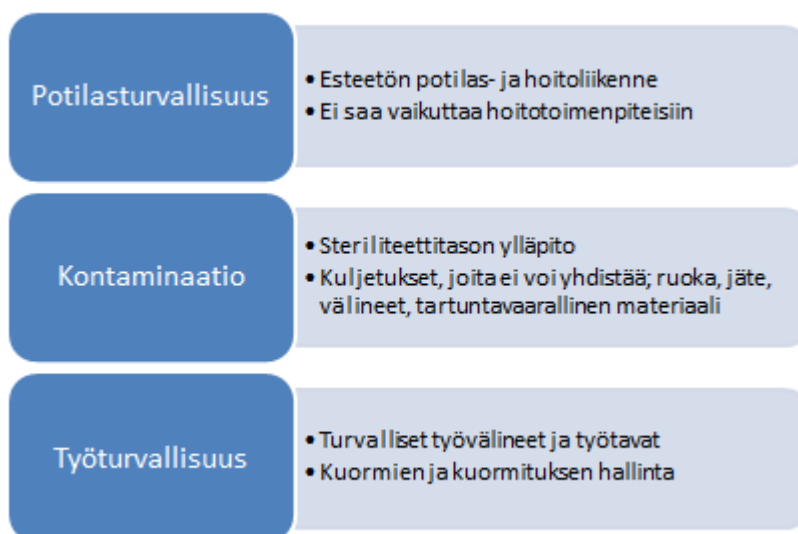 Potilasturvallisuus
• Esteetön potilas- ja hoitoliikenne
• Ei saa vaikuttaa hoitotoimenpiteisiin
Kontaminaatio
• Steriliteettitason ylläpito
• Kuljetukset, joita ei voi yhdistää; ruoka, jäte,
välineet, tartuntavaarallinen materiaali
Työturvallisuus
• Turvalliset työvälineet ja työtavat
• Kuormien ja kuormituksen hallinta